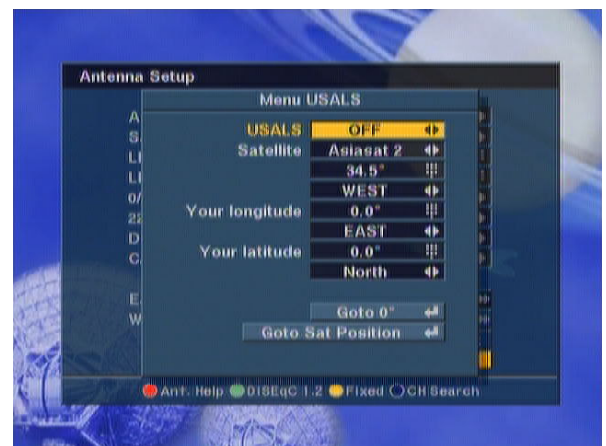 Antenna Setup
Menu USALS
USALS OFF
Satellite Asiasat 2
34.5°
WEST
Your longitude 0.0°
EAST
Your latitude 0.0°
North
Goto 0°
Goto Sat Position
Ant. Help DiSEqC 1.2 Fixed CH Search